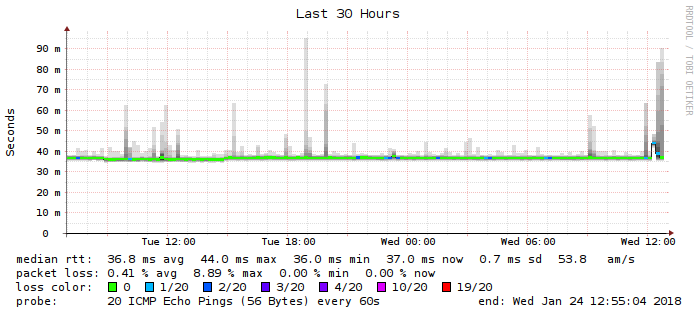 Last 30 Hours
RRDTOOL / TOBI OETIKER
Seconds
90 m
80 m
70 m
60 m
50 m
40 m
30 m
20 m
10 m
0
Tue 12:00 Tue 18:00 Wed 00:00 Wed 06:00 Wed 12:00
median rtt: 36.8 ms avg 44.0 ms max 36.0 ms min 37.0 ms now 0.7 ms sd 53.8 am/s
packet loss: 0.41 % avg 8.89 % max 0.00 % min 0.00 % now
loss color: 0 1/20 2/20 3/20 4/20 10/20 19/20
probe: 20 ICMP Echo Pings (56 Bytes) every 60s end: Wed Jan 24 12:55:04 2018